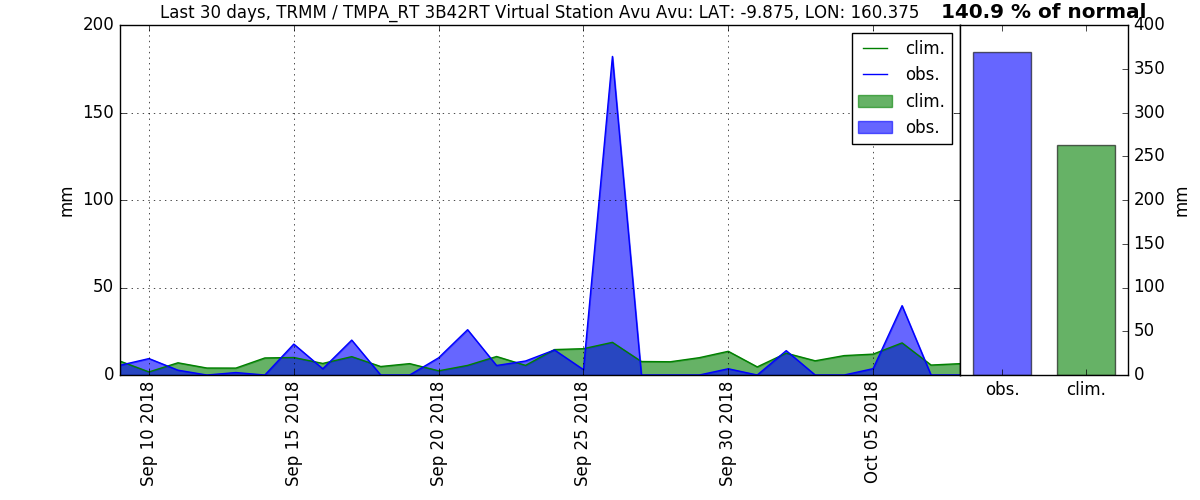 Last 30 days, TRMM / TMPA_RT 3B42RT Virtual Station Avu Avu: LAT: -9.875, LON: 160.375
140.9 % of normal
200
150
100
50
0
mm
clim.
obs.
clim.
obs.
Sep 10 2018
Sep 15 2018
Sep 20 2018
Sep 25 2018
Sep 30 2018
Oct 05 2018
400
350
300
250
200
150
100
50
0
mm
obs.
clim.